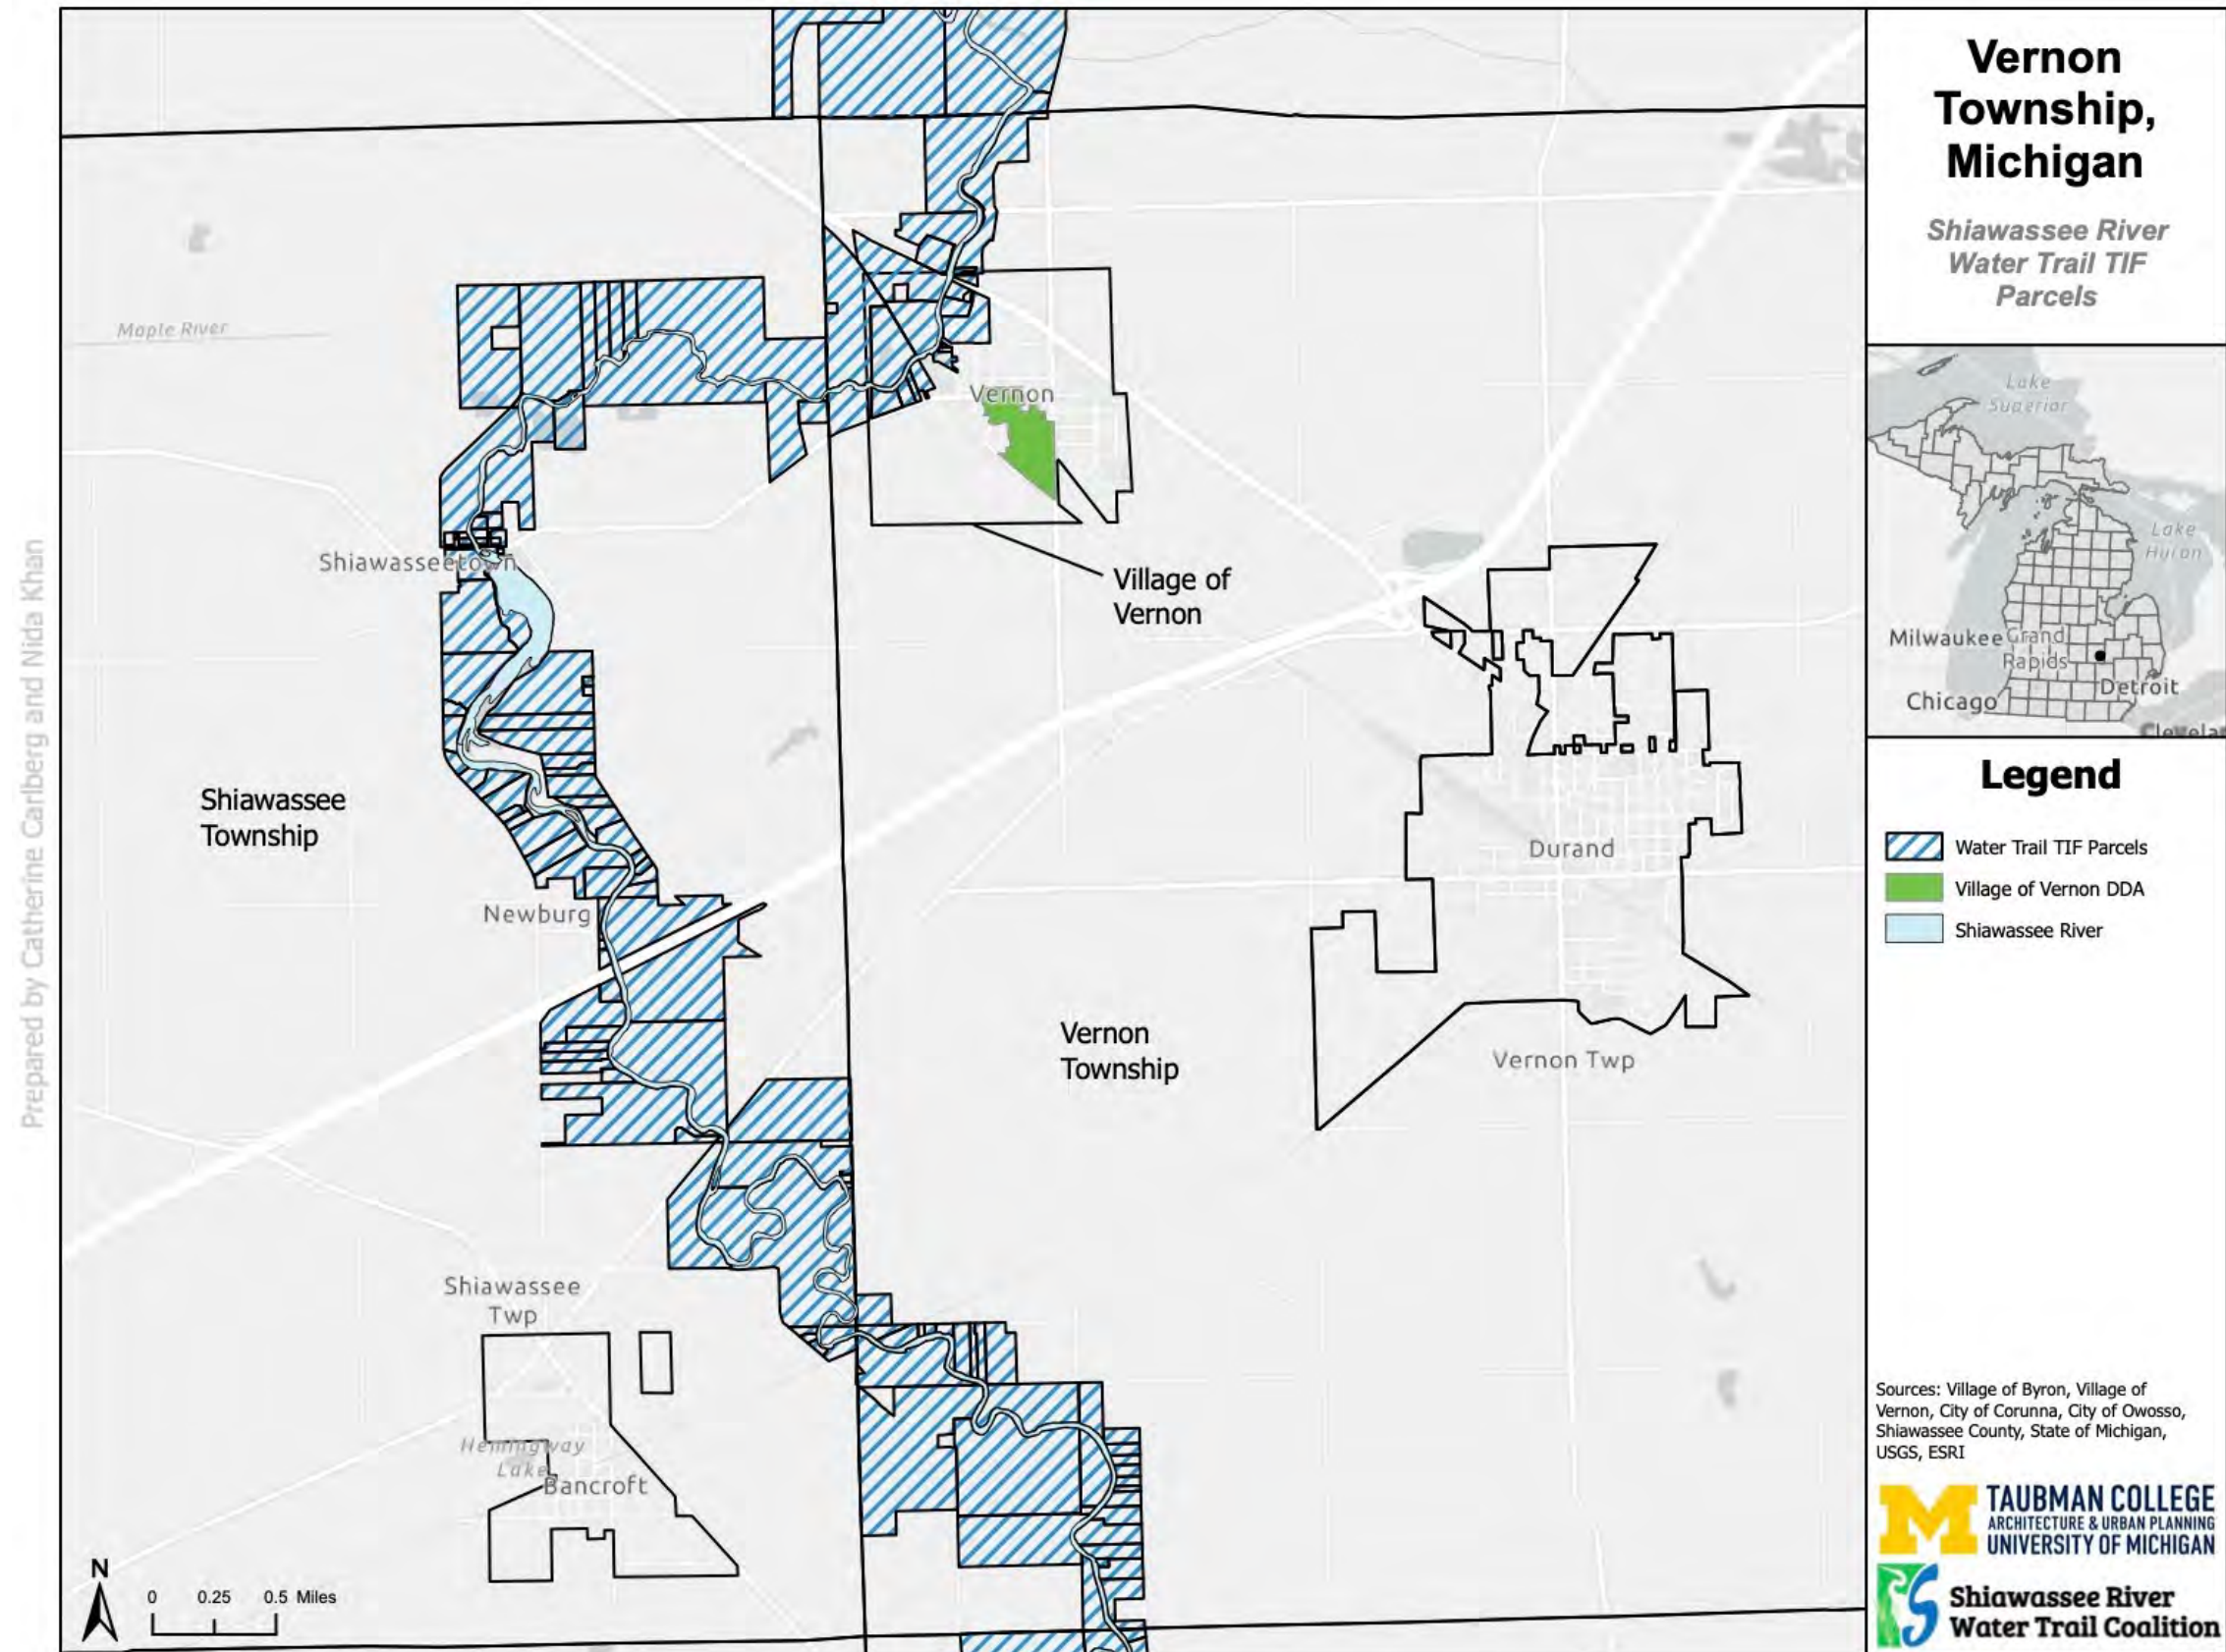 Vernon
Township,
Michigan
Shiawassee River
Water Trail TIF
Parcels
Prepared by Catherine Carlberg and Nida Khan
Maple River
Vernon
Shiawasseetown
Village of
Vernon
Shiawassee
Township
Newburg
Durand
Vernon
Township
Vernon Twp
Shiawassee
Twp
Hemingway
Lake
Bancroft
N
0 0.25 0.5 Miles
Lake
Superior
Lake
Huron
Milwaukee
Grand
Rapids
Detroit
Chicago
Legend
Water Trail TIF Parcels
Village of Vernon DDA
Shiawassee River
Sources: Village of Byron, Village of
Vernon, City of Corunna, City of Owosso,
Shiawassee County, State of Michigan,
USGS, ESRI
M
TAUBMAN COLLEGE
ARCHITECTURE & URBAN PLANNING
UNIVERSITY OF MICHIGAN
Shiawassee River
Water Trail Coalition